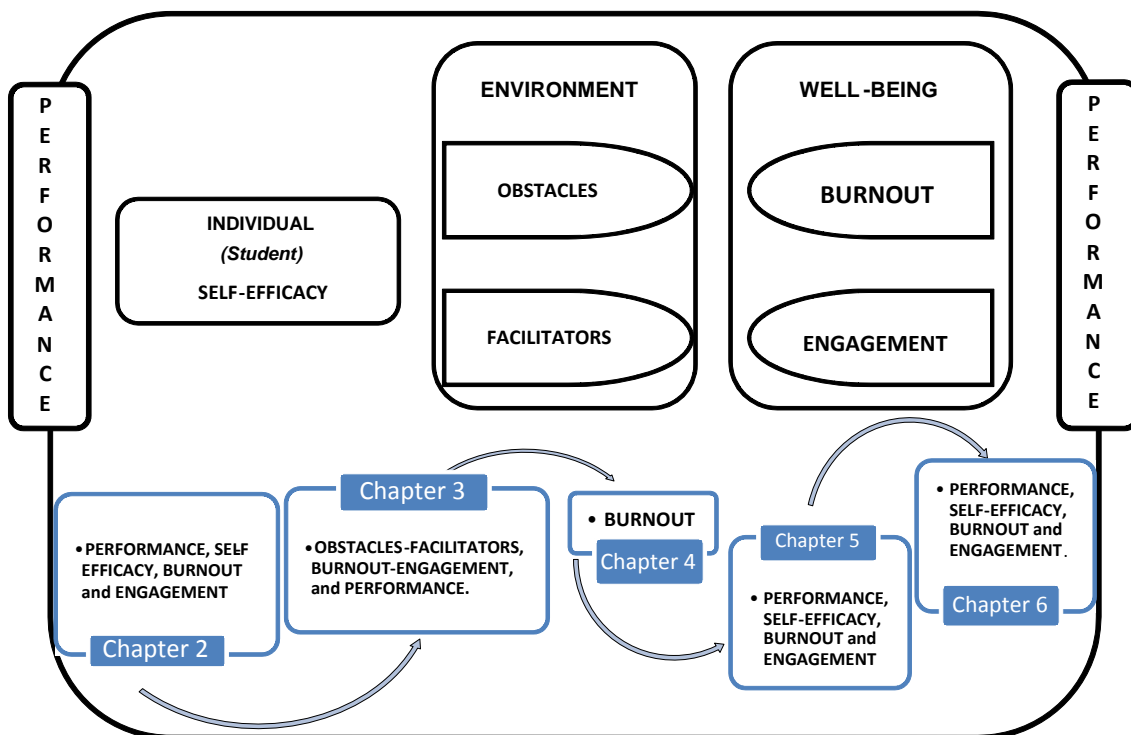 PERFORMANCE
INDIVIDUAL
(Student)
SELF-EFFICACY
ENVIRONMENT
OBSTACLES
FACILITATORS
WELL-BEING
BURNOUT
ENGAGEMENT
PERFORMANCE
•PERFORMANCE, SELF
EFFICACY, BURNOUT
and ENGAGEMENT
Chapter 2
Chapter 3
•OBSTACLES-FACILITATORS,
BURNOUT-ENGAGEMENT,
and PERFORMANCE.
• BURNOUT
Chapter 4
Chapter 5
• PERFORMANCE,
SELF-EFFICACY,
BURNOUT and
ENGAGEMENT
• PERFORMANCE,
SELF-EFFICACY,
BURNOUT and
ENGAGEMENT.
Chapter 6